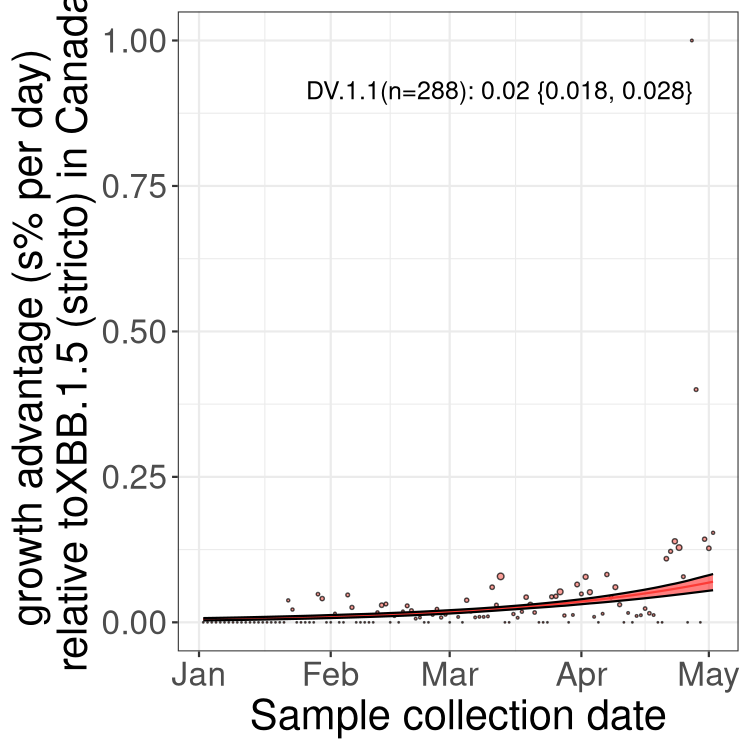 growth advantage (s% per day)
relative toXBB.1.5 (stricto) in Canada
1.00
0.75
0.50
0.25
0.00
DV.1.1(n=288): 0.02 {0.018, 0.028}
Jan Feb Mar Apr May
Sample collection date